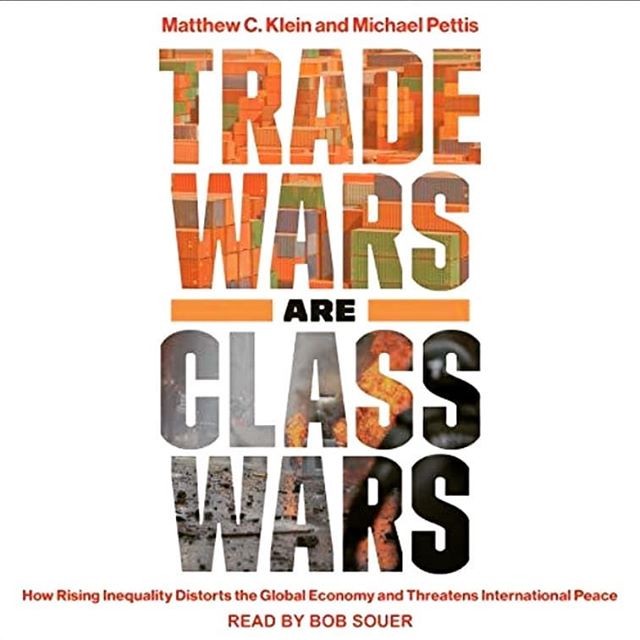 Matthew C. Klein and Michael Pettis
TRADE
WARS
ARE
CLASS
WARS
How Rising Inequality Distorts the Global Economy and Threatens International Peace
READ BY BOB SOUER